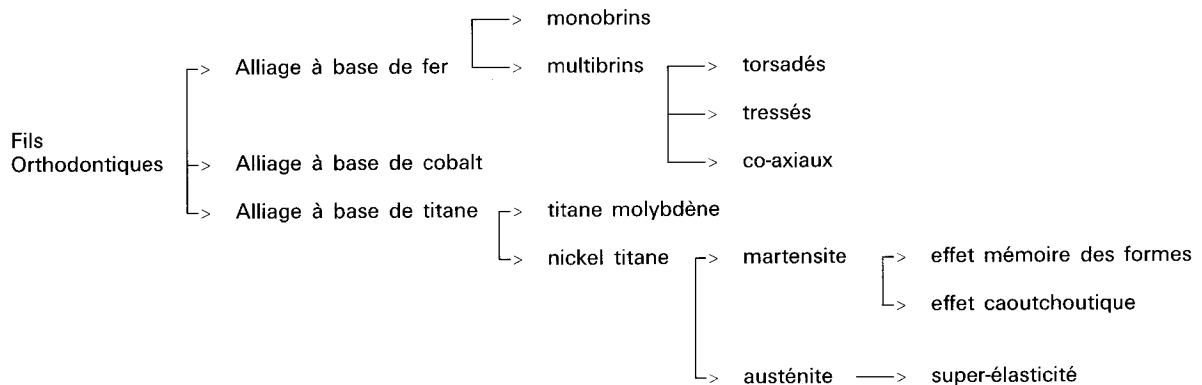 monobrins
Alliage à base de fer
multibrins
torsadés
tressés
Fils
Orthodontiques
Alliage à base de cobalt
co-axiaux
Alliage à base de titane
titane molybdène
nickel titane
martensite
effet mémoire des formes
effet caoutchoutique
austénite
super-élasticité